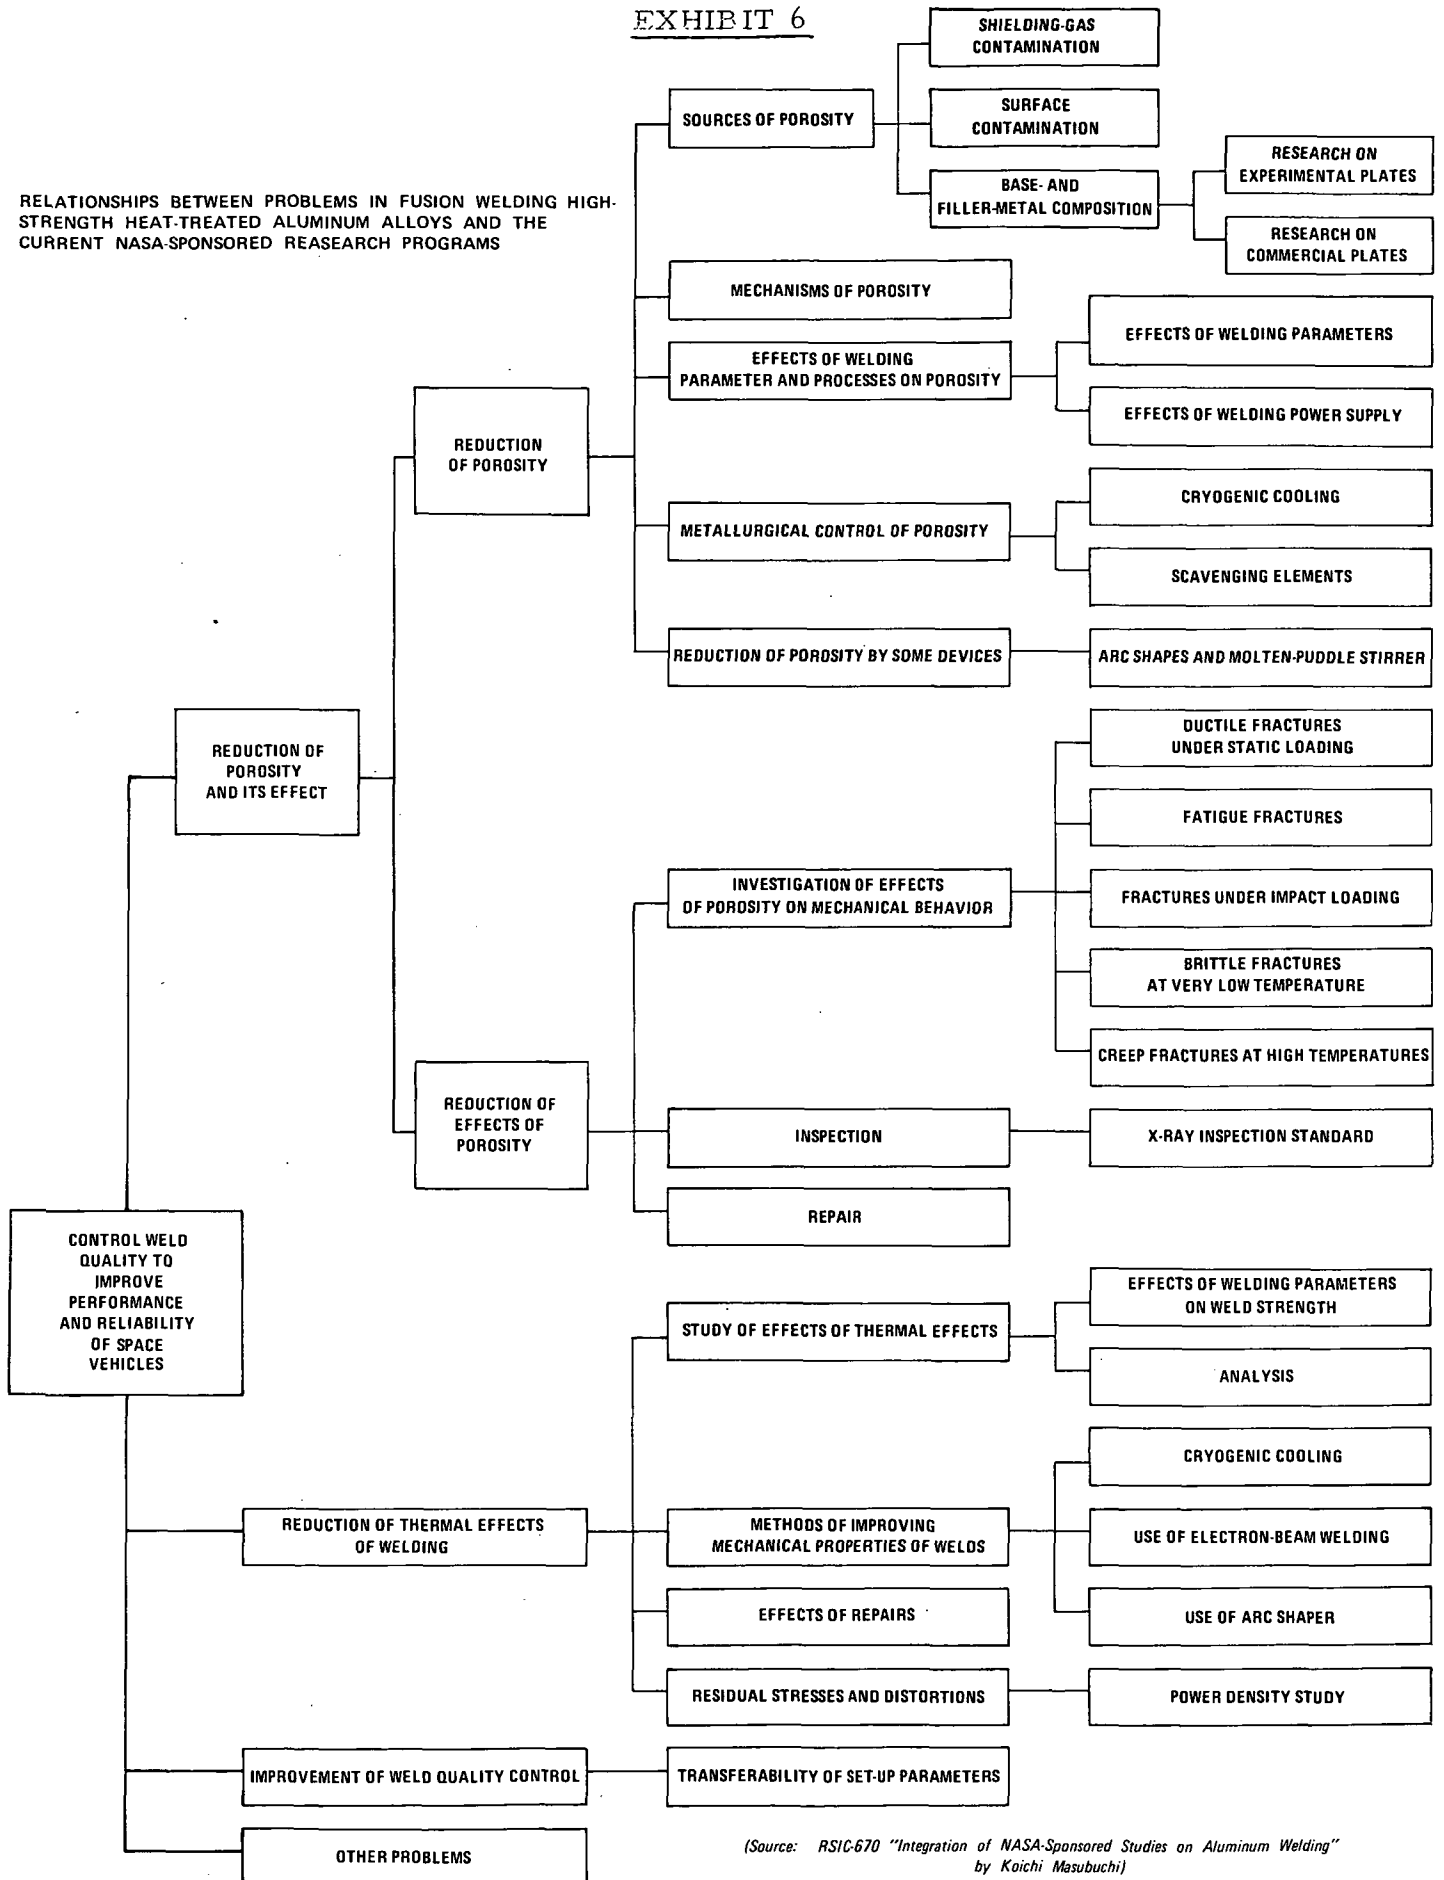 EXHIBIT 6
SHIELDING-GAS
CONTAMINATION
SOURCES OF POROSITY
SURFACE
CONTAMINATION
BASE- AND
FILLER-METAL COMPOSITION
RESEARCH ON
EXPERIMENTAL PLATES
RESEARCH ON
COMMERCIAL PLATES
RELATIONSHIPS BETWEEN PROBLEMS IN FUSION WELDING HIGH-
STRENGTH HEAT-TREATED ALUMINUM ALLOYS AND THE
CURRENT NASA-SPONSORED REASEARCH PROGRAMS
MECHANISMS OF POROSITY
EFFECTS OF WELDING
PARAMETER AND PROCESSES ON POROSITY
EFFECTS OF WELDING PARAMETERS
EFFECTS OF WELDING POWER SUPPLY
REDUCTION
OF POROSITY
METALLURGICAL CONTROL OF POROSITY
CRYOGENIC COOLING
SCAVENGING ELEMENTS
REDUCTION OF POROSITY BY SOME DEVICES
ARC SHAPES AND MOLTEN-PUDDLE STIRRER
REDUCTION OF
POROSITY
AND ITS EFFECT
DUCTILE FRACTURES
UNDER STATIC LOADING
FATIGUE FRACTURES
INVESTIGATION OF EFFECTS
OF POROSITY ON MECHANICAL BEHAVIOR
FRACTURES UNDER IMPACT LOADING
BRITTLE FRACTURES
AT VERY LOW TEMPERATURE
CREEP FRACTURES AT HIGH TEMPERATURES
REDUCTION OF
EFFECTS OF
POROSITY
INSPECTION
X-RAY INSPECTION STANDARD
REPAIR
CONTROL WELD
QUALITY TO
IMPROVE
PERFORMANCE
AND RELIABILITY
OF SPACE
VEHICLES
STUDY OF EFFECTS OF THERMAL EFFECTS
EFFECTS OF WELDING PARAMETERS
ON WELD STRENGTH
ANALYSIS
REDUCTION OF THERMAL EFFECTS
OF WELDING
METHODS OF IMPROVING
MECHANICAL PROPERTIES OF WELDS
CRYOGENIC COOLING
USE OF ELECTRON-BEAM WELDING
USE OF ARC SHAPER
EFFECTS OF REPAIRS
RESIDUAL STRESSES AND DISTORTIONS
POWER DENSITY STUDY
IMPROVEMENT OF WELD QUALITY CONTROL
TRANSFERABILITY OF SET-UP PARAMETERS
OTHER PROBLEMS
(Source: RSIC-670 "Integration of NASA-Sponsored Studies on Aluminum Welding"
by Koichi Masubuchi)